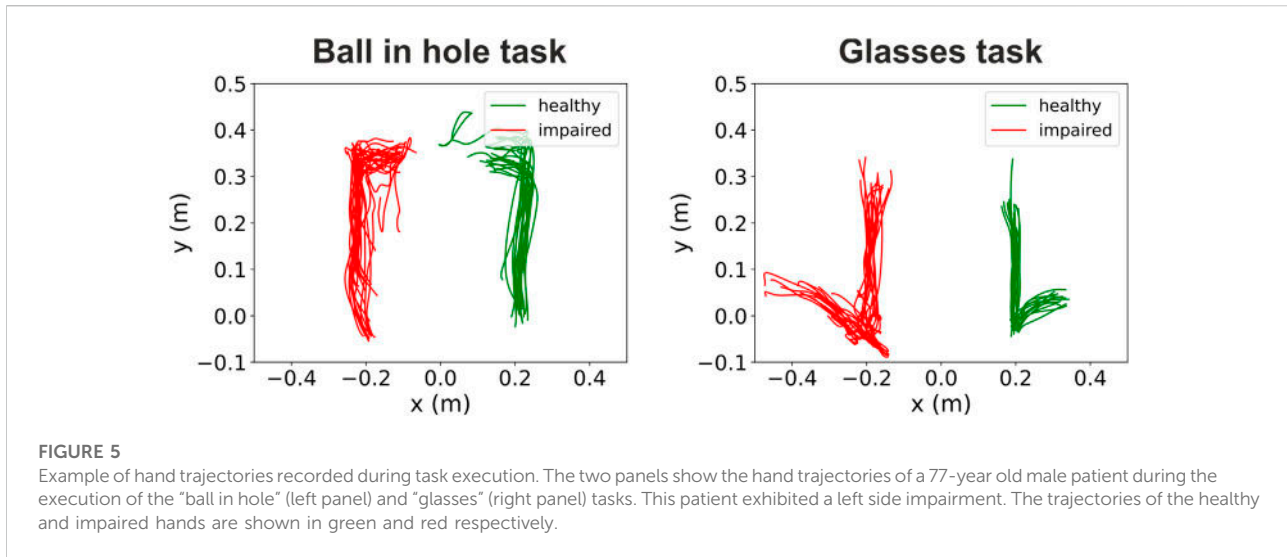 Ball in hole task
Glasses task
0.5
0.4
0.3
0.2
0.1
0.0
−0.1
y (m)
healthy
impaired
−0.4
−0.2
0.0
0.2
0.4
x (m)
0.5
0.4
0.3
0.2
0.1
0.0
−0.1
y (m)
healthy
impaired
−0.4
−0.2
0.0
0.2
0.4
x (m)
FIGURE 5
Example of hand trajectories recorded during task execution. The two panels show the hand trajectories of a 77-year old male patient during the
execution of the “ball in hole” (left panel) and “glasses” (right panel) tasks. This patient exhibited a left side impairment. The trajectories of the healthy
and impaired hands are shown in green and red respectively.